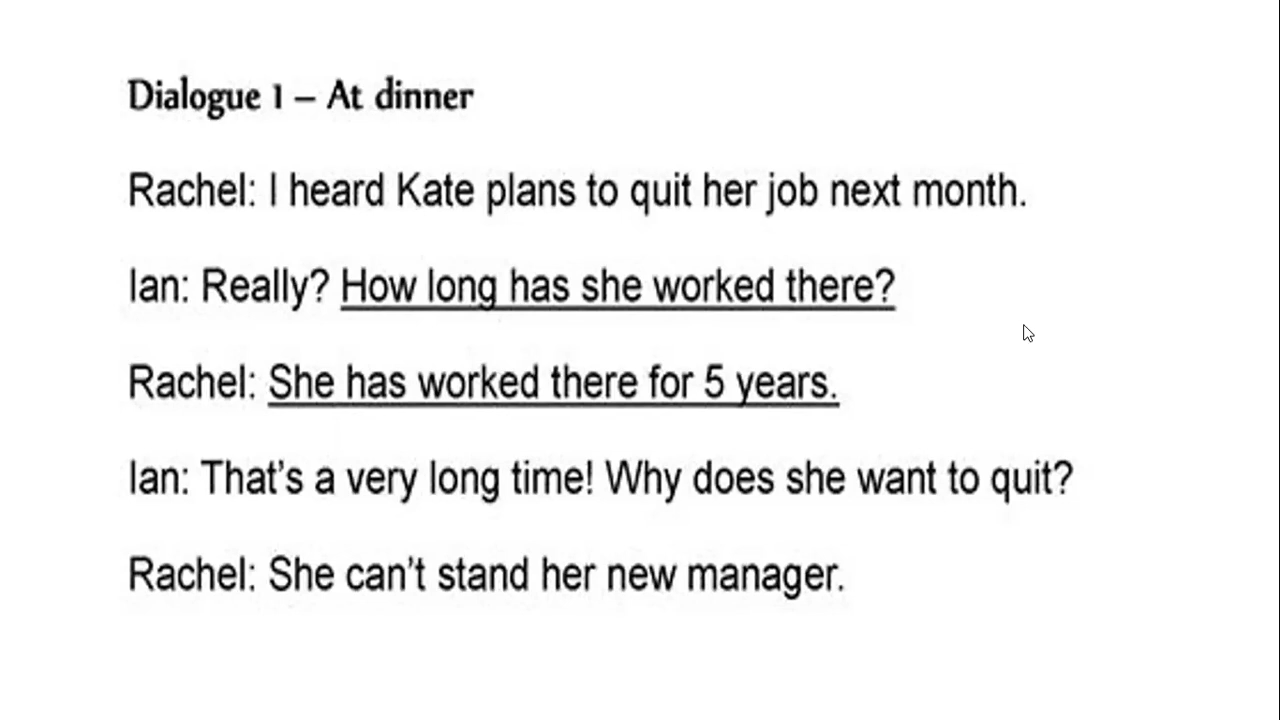 Dialogue 1 – At dinner
Rachel: I heard Kate plans to quit her job next month.
Ian: Really? How long has she worked there?
Rachel: She has worked there for 5 years.
Ian: That’s a very long time! Why does she want to quit?
Rachel: She can’t stand her new manager.